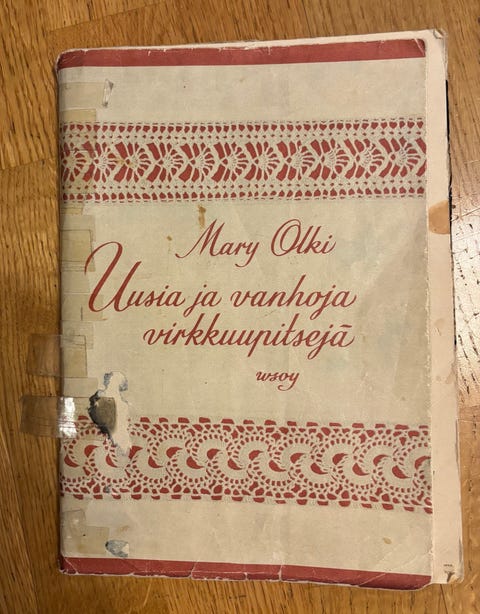 Mary Olki
Uusia ja vanhoja
virkkuupitsejä
wsoy